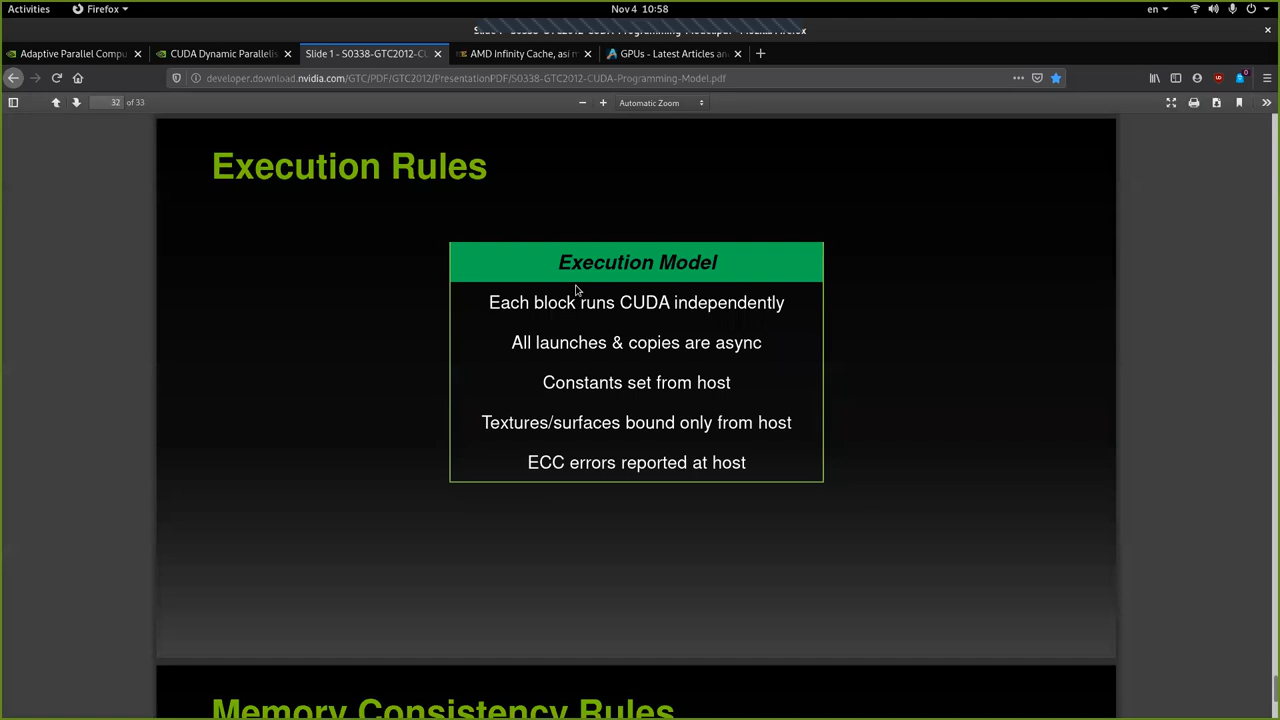 Activities
Firefox
Nov 4 10:58
en
Adaptive Parallel Compu
CUDA Dynamic Parallelis
Slide 1 - S0338-GTC2012-CU
AMD Infinity Cache, así m
GPUs - Latest Articles an
developer.download.nvidia.com/GTC/PDF/GTC2012/PresentationPDF/S0338-GTC2012-CUDA-Programming-Model.pdf
32 of 33
Automatic Zoom
Execution Rules
Execution Model
Each block runs CUDA independently
All launches & copies are async
Constants set from host
Textures/surfaces bound only from host
ECC errors reported at host
Memory Consistency Rules